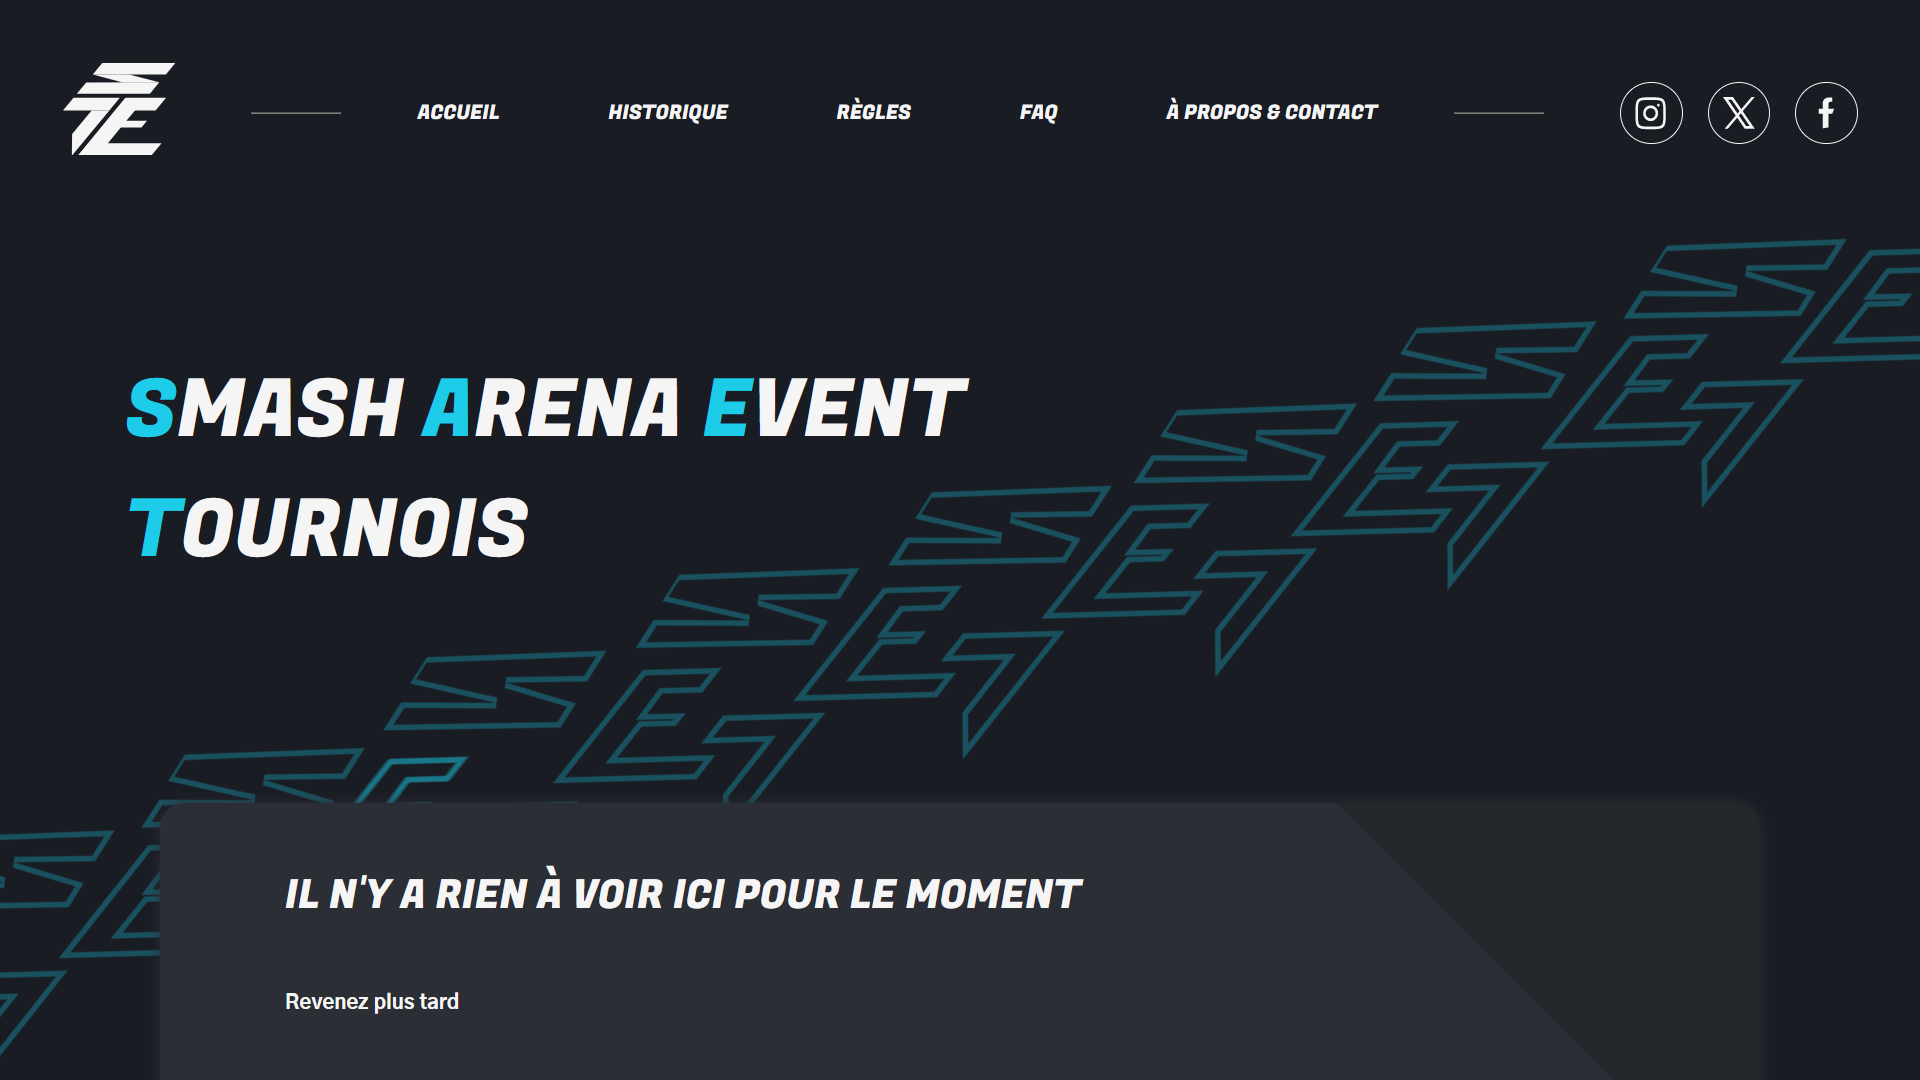 ACCUEIL HISTORIQUE RÈGLES FAQ À PROPOS & CONTACT
SMASH ARENA EVENT
TOURNOIS
IL N'Y A RIEN À VOIR ICI POUR LE MOMENT
Revenez plus tard